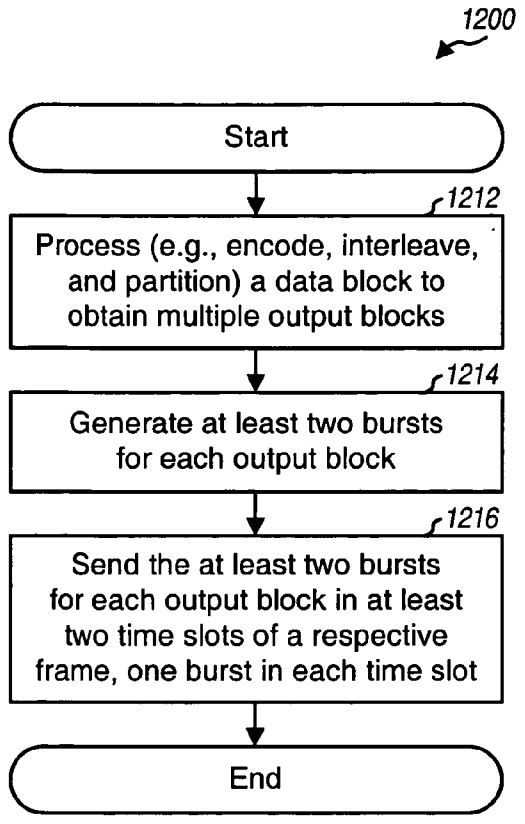 1200
Start
1212
Process (e.g., encode, interleave,
and partition) a data block to
obtain multiple output blocks
1214
Generate at least two bursts
for each output block
1216
Send the at least two bursts
for each output block in at least
two time slots of a respective
frame, one burst in each time slot
End